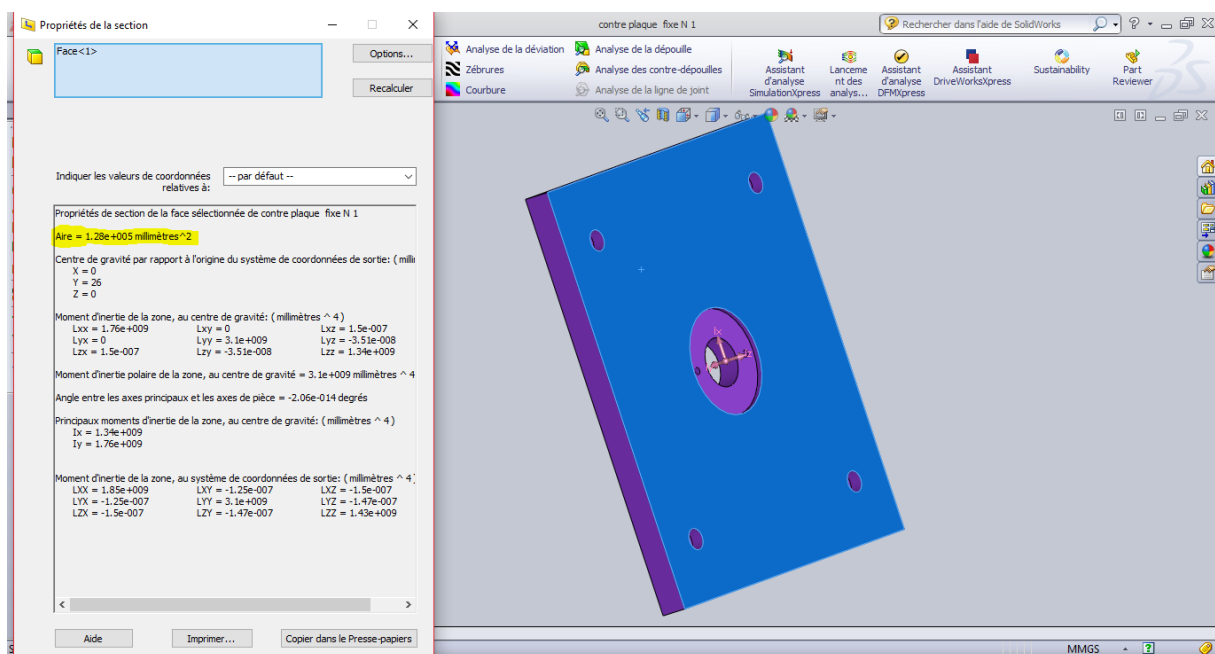 Propriétés de la section
Face<1>
Options...
Recalculer
Indiquer les valeurs de coordonnées
relatives à:
-- par défaut --
Propriétés de section de la face sélectionnée de contre plaque fixe N 1
Aire = 1.28e+005 millimètres^2
Centre de gravité par rapport à l'origine du système de coordonnées de sortie: ( milli
X = 0
Y = 26
Z = 0
Moment d'inertie de la zone, au centre de gravité: ( millimètres ^ 4 )
Lxx = 1.76e+009 Lxy = 0 Lxz = 1.5e-007
Lyx = 0 Lyy = 3.1e+009 Lyz = -3.51e-008
Lzx = 1.5e-007 Lzy = -3.51e-008 Lzz = 1.34e+009
Moment d'inertie polaire de la zone, au centre de gravité = 3.1e+009 millimètres ^ 4
Angle entre les axes principaux et les axes de pièce = -2.06e-014 degrés
Principaux moments d'inertie de la zone, au centre de gravité: ( millimètres ^ 4 )
Ix = 1.34e+009
Iy = 1.76e+009
Moment d'inertie de la zone, au système de coordonnées de sortie: ( millimètres ^ 4 )
LXX = 1.85e+009 LXY = -1.25e-007 LXZ = -1.5e-007
LYX = -1.25e-007 LYY = 3.1e+009 LYZ = -1.47e-007
LZX = -1.5e-007 LZY = -1.47e-007 LZZ = 1.43e+009
Aide
Imprimer...
Copier dans le Presse-papiers
contre plaque fixe N 1
Rechercher dans l'aide de SolidWorks
Analyse de la déviation
Zébrures
Courbure
Analyse de la dépouille
Analyse des contre-dépouilles
Analyse de la ligne de joint
Assistant
d'analyse
SimulationXpress
Lanceme
nt des
analys...
Assistant
d'analyse
DFMXpress
Assistant
DriveWorksXpress
Sustainability
Part
Reviewer
Ix
MMGS